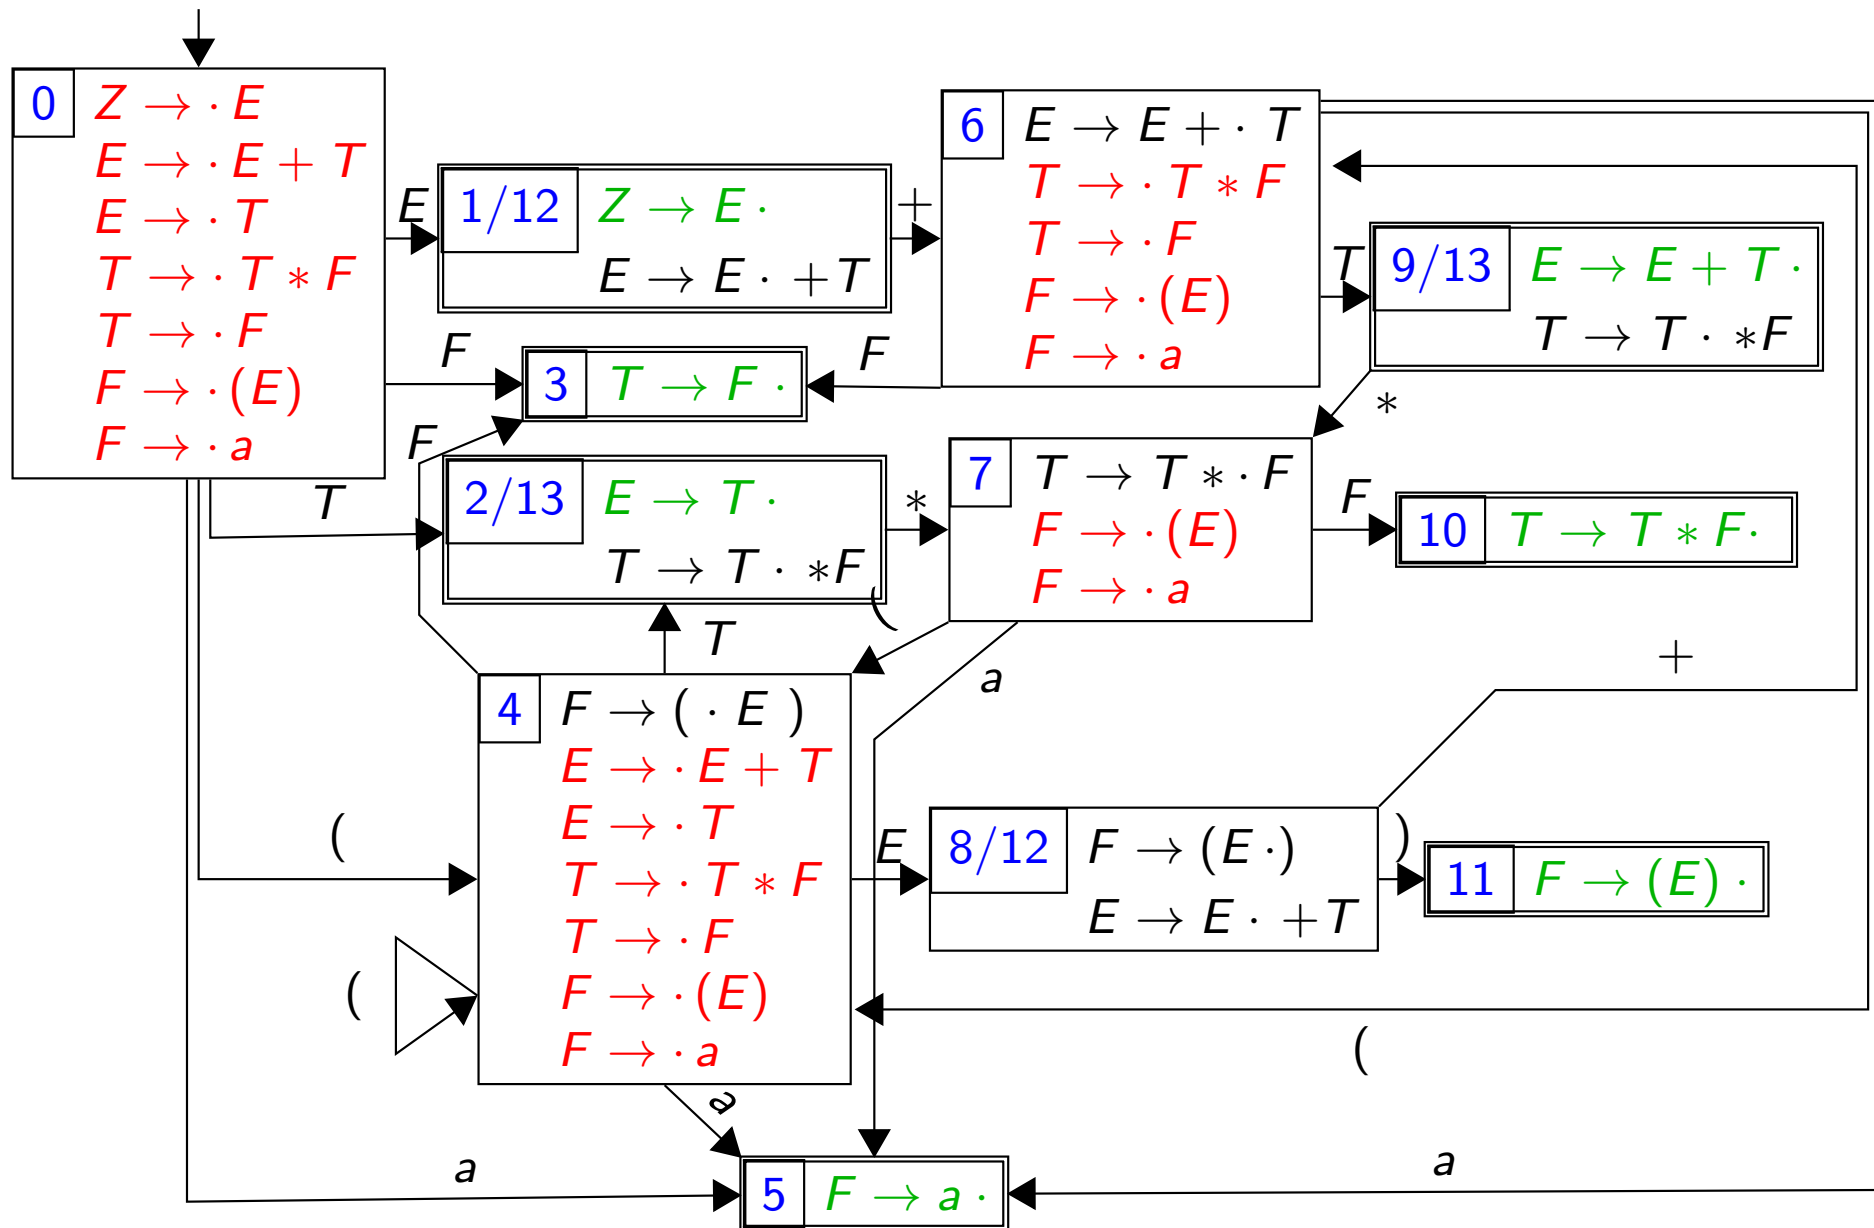 0
Z → · E
E → · E + T
E → · T
T → · T * F
T → · F
F → · (E)
F → · a
E
1/12
Z → E ·
E → E · +T
+
6
E → E + · T
T → · T * F
T → · F
F → · (E)
F → · a
T
9/13
E → E + T ·
T → T · *F
F
3
T → F ·
F
*
F
T
2/13
E → T ·
T → T · *F
*
7
T → T * · F
F → · (E)
F → · a
F
10
T → T * F·
(
T
a
+
4
F → ( · E )
E → · E + T
E → · T
T → · T * F
T → · F
F → · (E)
F → · a
(
(
E
8/12
F → (E ·)
E → E · +T
)
11
F → (E) ·
(
a
a
5
F → a ·
a